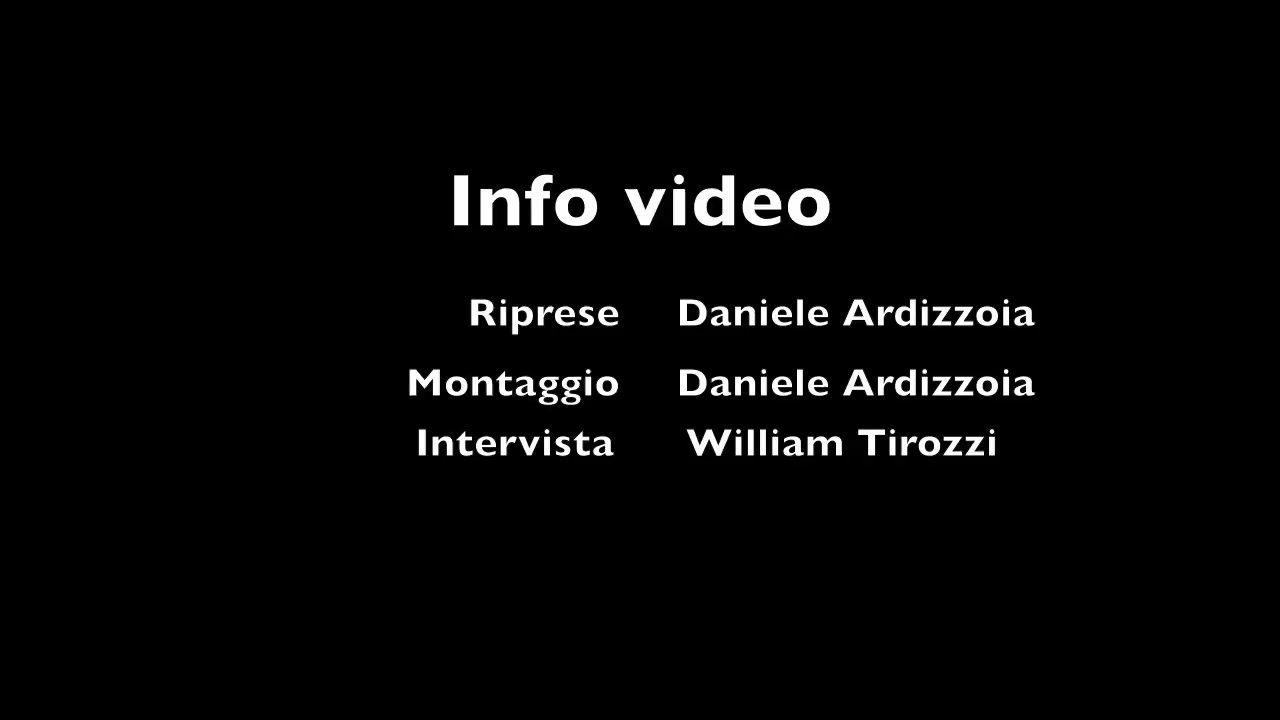 Info video
Riprese Daniele Ardizzoia
Montaggio Daniele Ardizzoia
Intervista William Tirozzi